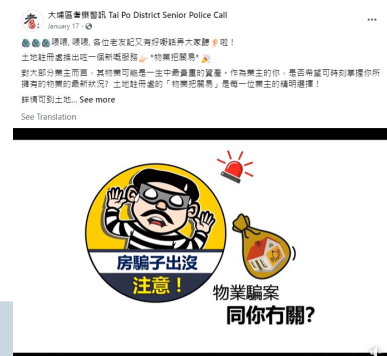 大埔區耆樂警訊 Tai Po District Senior Police Call
January 17
喂喂, 喂喂, 各位老友記又有好嘢話畀大家聽👂啦！
土地註冊處推出咗一個新嘅服務👉 *物業把關易* 🎉
對大部分業主而言，其物業可能是一生中最貴重的資產。作為業主的你，是否希望可時刻掌握你所
擁有的物業的最新狀況? 土地註冊處的「物業把關易」是每一位業主的精明選擇！
詳情可到土地... See more
See Translation
房騙子出沒
注意！
物業騙案
同你冇關?